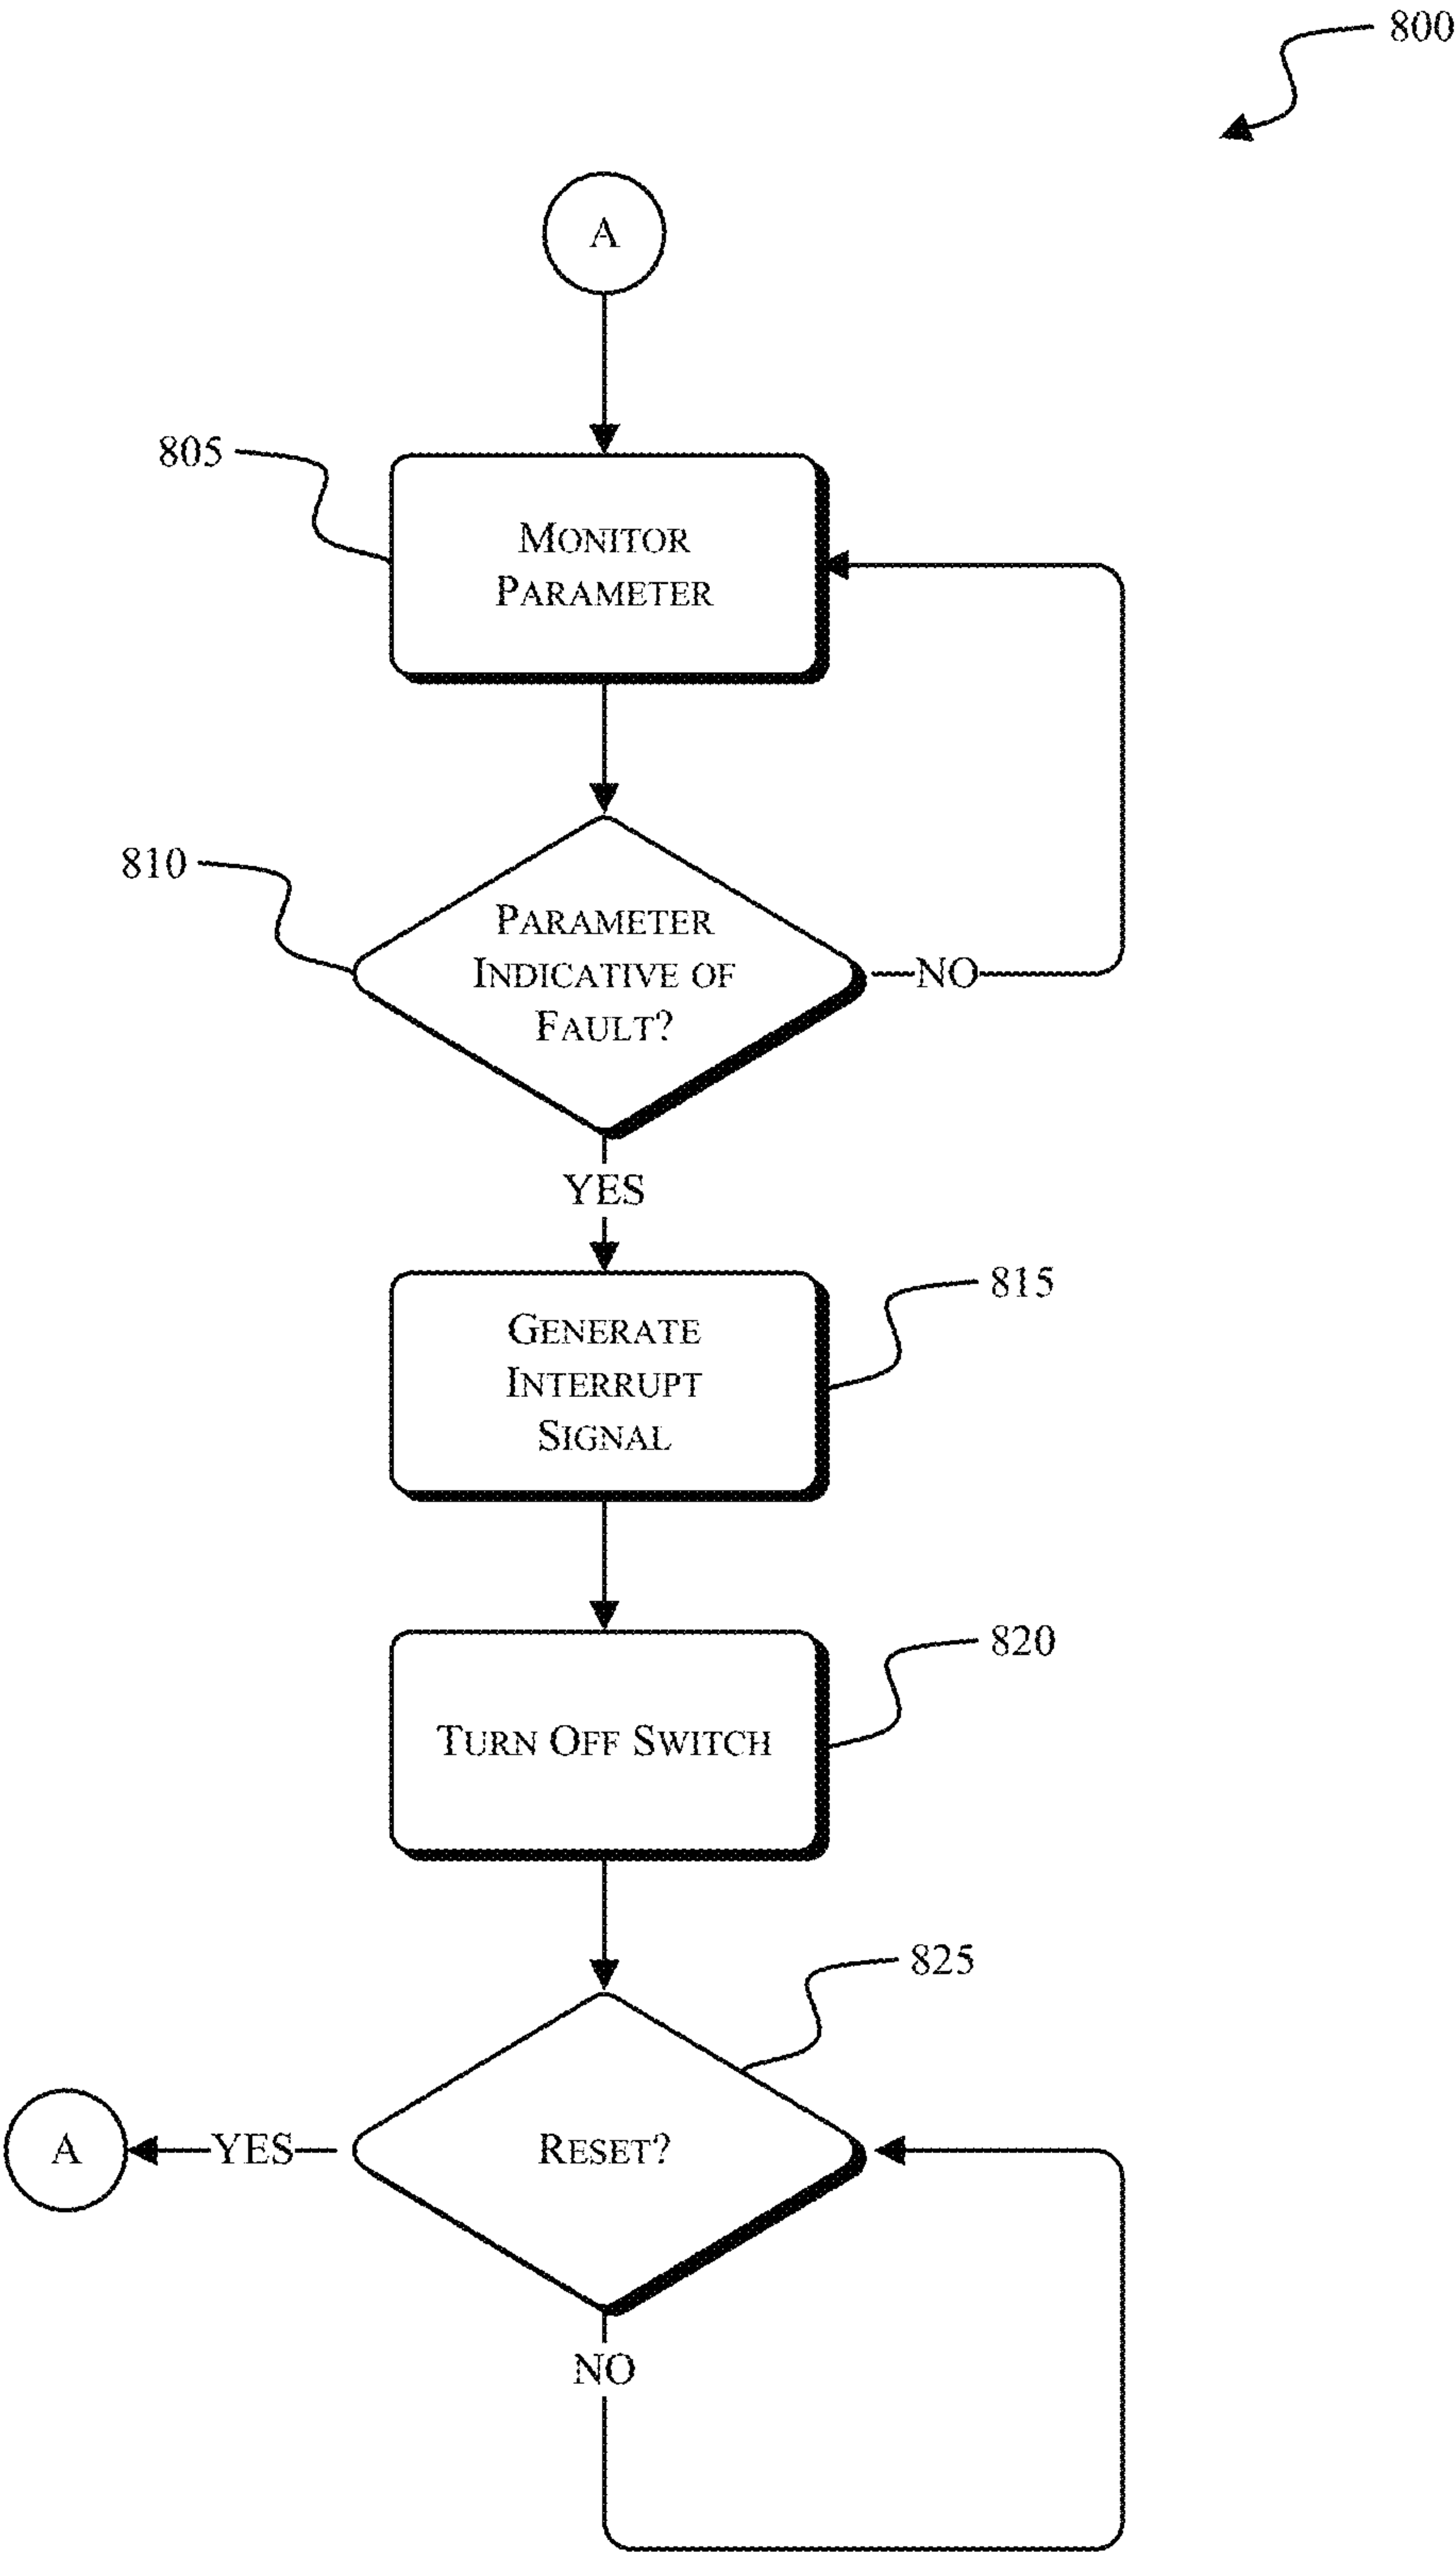 800
A
805
MONITOR
PARAMETER
810
PARAMETER
INDICATIVE OF
FAULT?
NO
YES
GENERATE
INTERRUPT
SIGNAL
815
TURN OFF SWITCH
820
825
A
YES
RESET?
NO